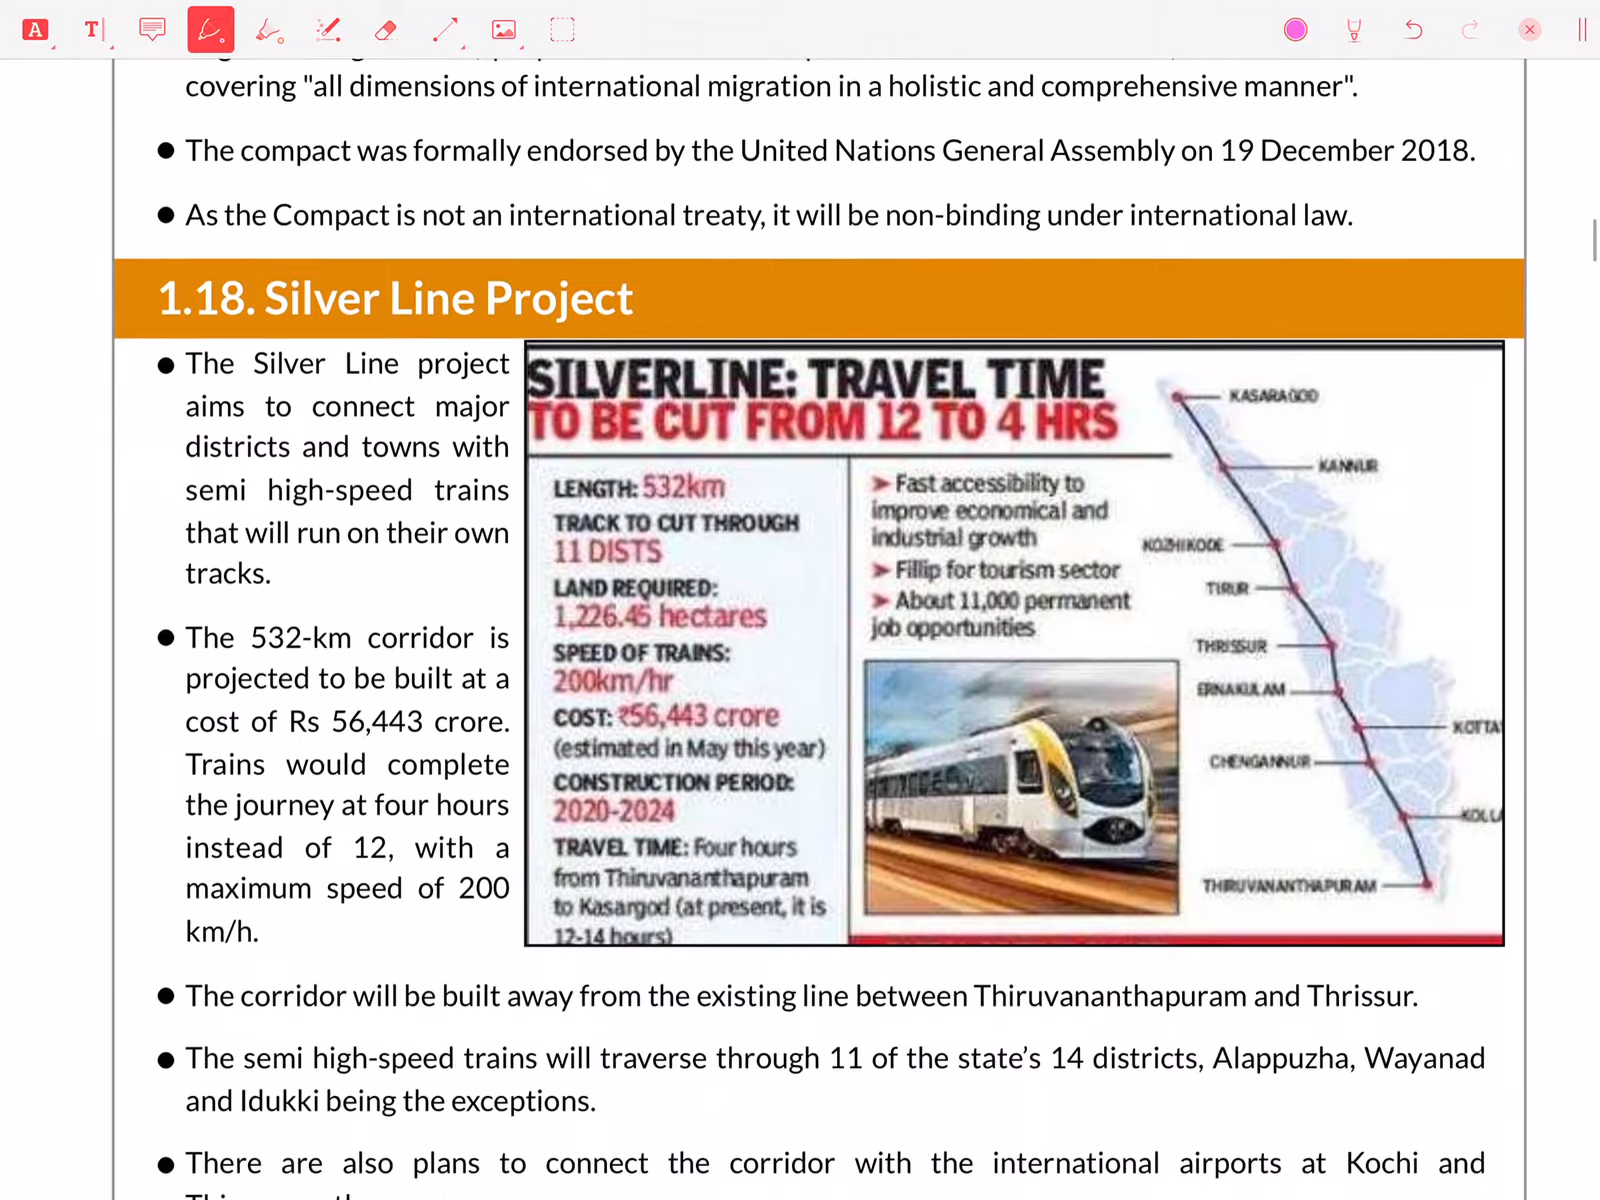 A T
covering "all dimensions of international migration in a holistic and comprehensive manner".
● The compact was formally endorsed by the United Nations General Assembly on 19 December 2018.
● As the Compact is not an international treaty, it will be non-binding under international law.
1.18. Silver Line Project
● The Silver Line project
aims to connect major
districts and towns with
semi high-speed trains
that will run on their own
tracks.
● The 532-km corridor is
projected to be built at a
cost of Rs 56,443 crore.
Trains would complete
the journey at four hours
instead of 12, with a
maximum speed of 200
km/h.
SILVERLINE: TRAVEL TIME
TO BE CUT FROM 12 TO 4 HRS
LENGTH: 532km
TRACK TO CUT THROUGH
11 DISTS
LAND REQUIRED:
1,226.45 hectares
SPEED OF TRAINS:
200km/hr
COST: ₹56,443 crore
(estimated in May this year)
CONSTRUCTION PERIOD:
2020-2024
TRAVEL TIME: Four hours
from Thiruvananthapuram
to Kasargod (at present, it is
12-14 hours)
➤ Fast accessibility to
improve economical and
industrial growth
➤ Fillip for tourism sector
➤ About 11,000 permanent
job opportunities
KASARAGOD
KANNUR
KOZHIKODE
TIRUR
THRISSUR
ERNAKULAM
KOTTA
CHENGANNUR
KOLLA
THIRUVANANTHAPURAM
● The corridor will be built away from the existing line between Thiruvananthapuram and Thrissur.
● The semi high-speed trains will traverse through 11 of the state's 14 districts, Alappuzha, Wayanad
and Idukki being the exceptions.
● There are also plans to connect the corridor with the international airports at Kochi and